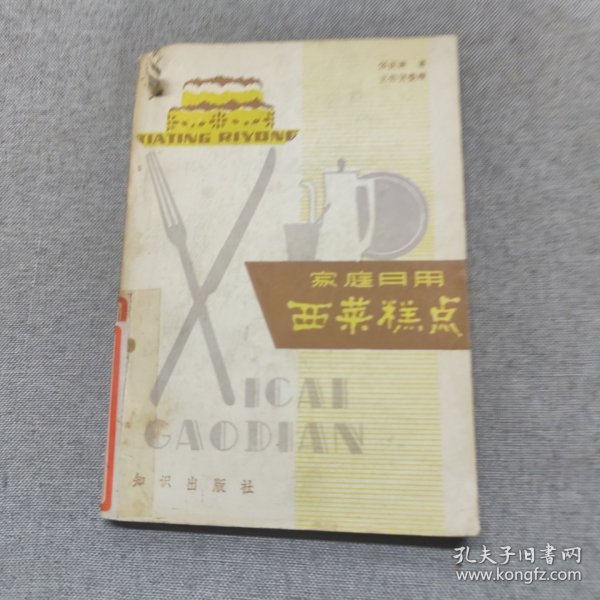 JIATING RIYONG
家庭日用
西菜糕点
XICAI
GAODIAN
知识出版社
孔夫子旧书网
www.kongfz.com